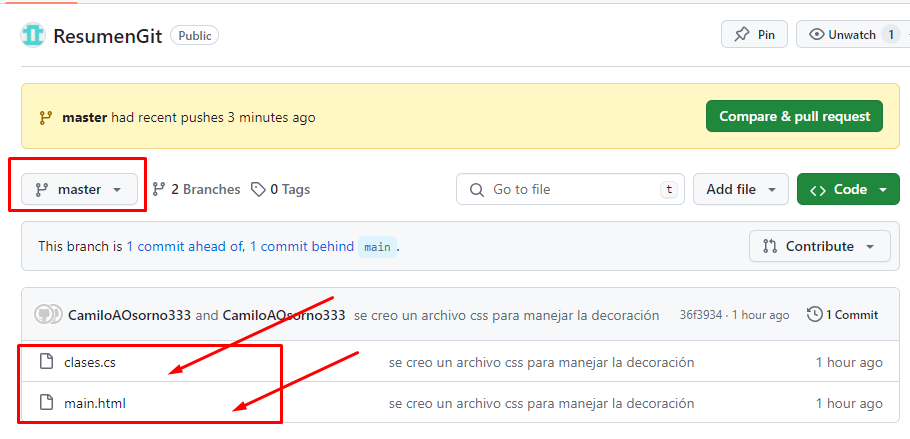 ResumenGit Public Pin Unwatch 1
master had recent pushes 3 minutes ago Compare & pull request
master 2 Branches 0 Tags Go to file t Add file Code
This branch is 1 commit ahead of, 1 commit behind main. Contribute
CamiloAOsorno333 and CamiloAOsorno333 se creo un archivo css para manejar la decoración 36f3934 · 1 hour ago 1 Commit
clases.cs se creo un archivo css para manejar la decoración 1 hour ago
main.html se creo un archivo css para manejar la decoración 1 hour ago